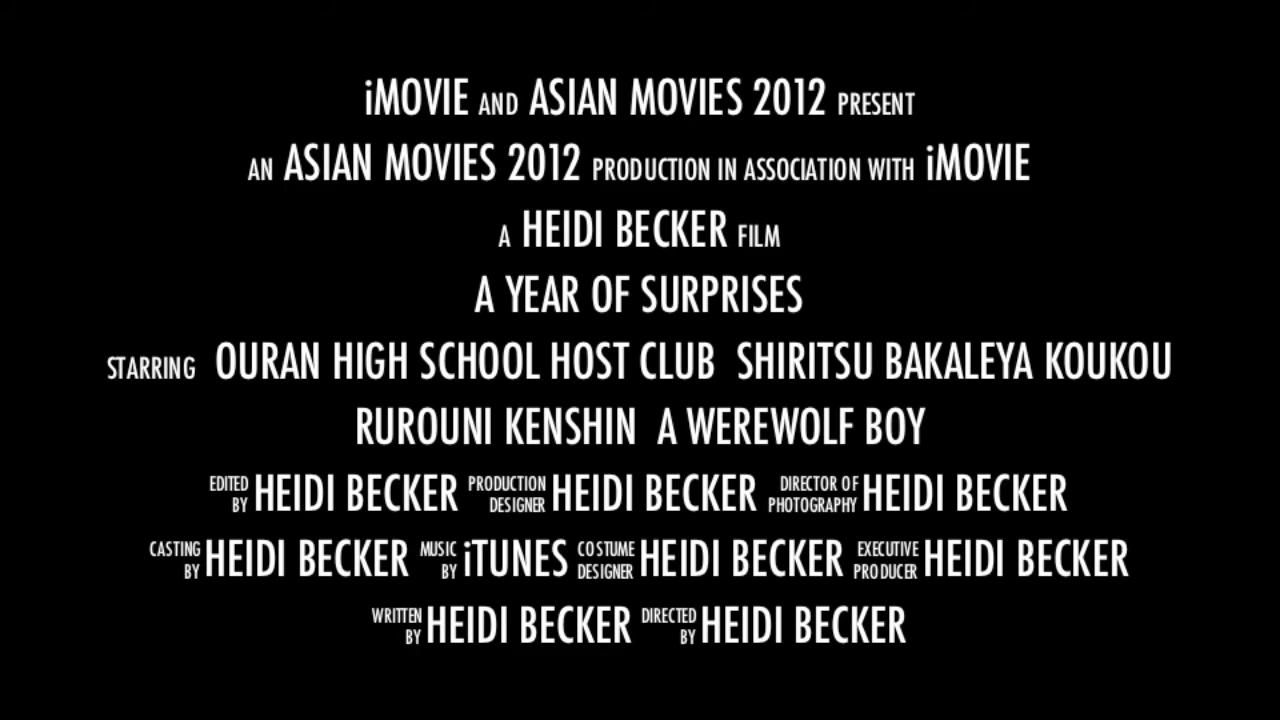 iMOVIE AND ASIAN MOVIES 2012 PRESENT
AN ASIAN MOVIES 2012 PRODUCTION IN ASSOCIATION WITH iMOVIE
A HEIDI BECKER FILM
A YEAR OF SURPRISES
STARRING OURAN HIGH SCHOOL HOST CLUB SHIRITSU BAKALEYA KOUKOU
RUROUNI KENSHIN A WEREWOLF BOY
EDITED BY HEIDI BECKER PRODUCTION DESIGNER HEIDI BECKER DIRECTOR OF PHOTOGRAPHY HEIDI BECKER
CASTING BY HEIDI BECKER MUSIC BY iTUNES COSTUME DESIGNER HEIDI BECKER EXECUTIVE PRODUCER HEIDI BECKER
WRITTEN BY HEIDI BECKER DIRECTED BY HEIDI BECKER